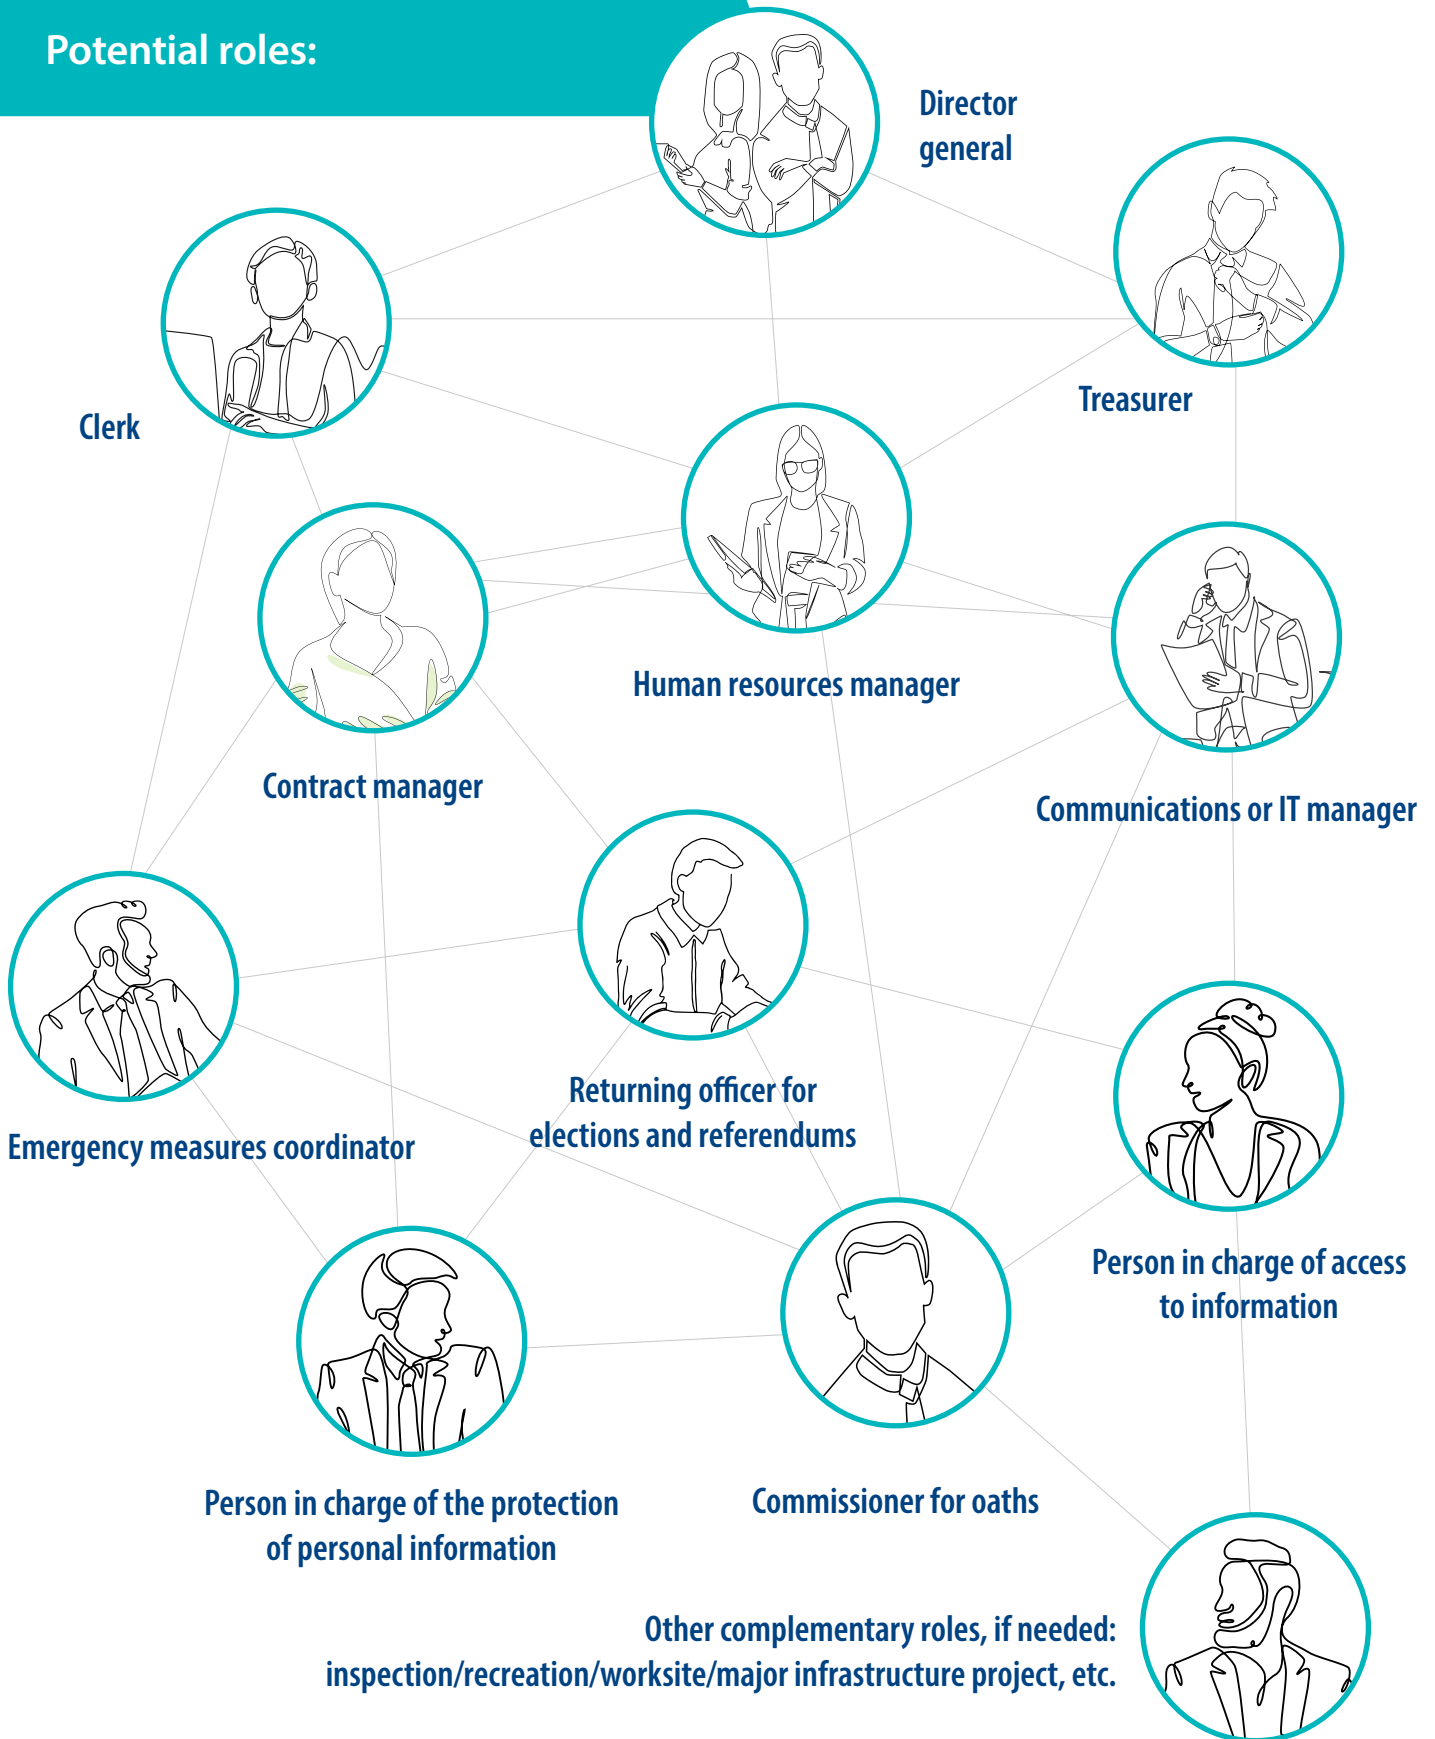 Potential roles:
Director
general
Treasurer
Clerk
Human resources manager
Contract manager
Communications or IT manager
Returning officer for
elections and referendums
Emergency measures coordinator
Person in charge of access
to information
Person in charge of the protection
of personal information
Commissioner for oaths
Other complementary roles, if needed:
inspection/recreation/worksite/major infrastructure project, etc.